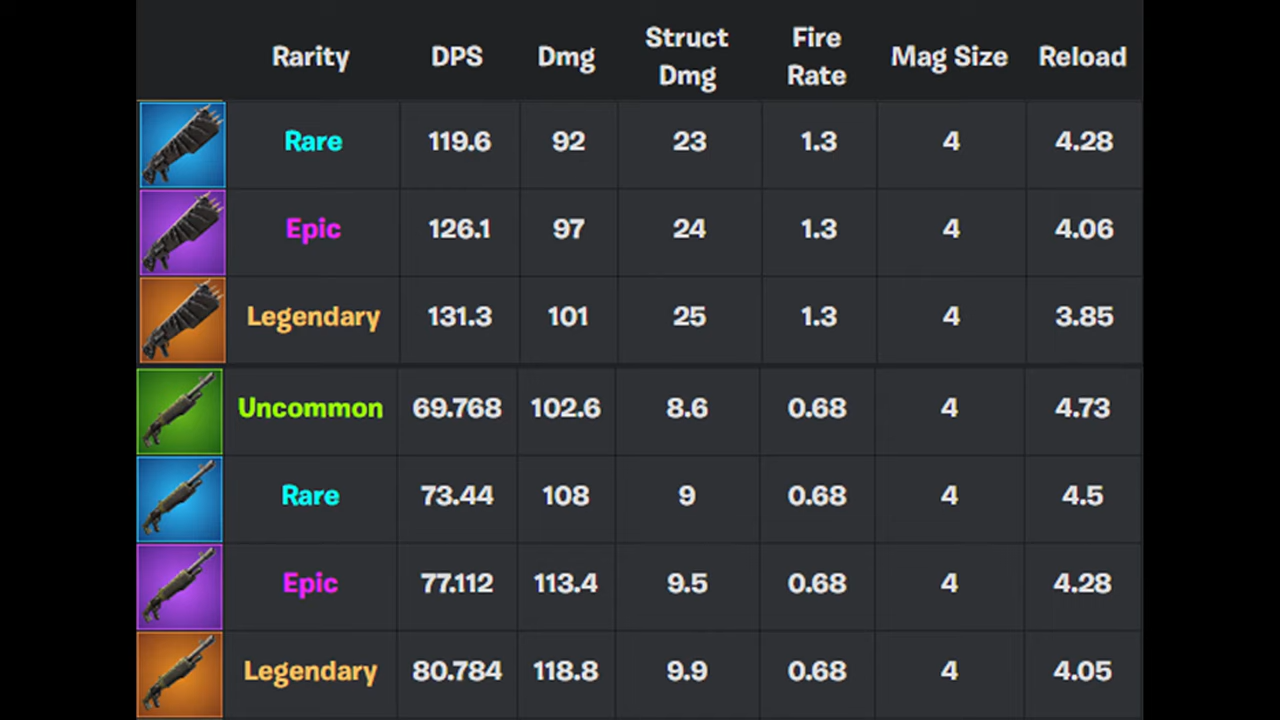 Rarity DPS Dmg Struct Dmg Fire Rate Mag Size Reload
Rare 119.6 92 23 1.3 4 4.28
Epic 126.1 97 24 1.3 4 4.06
Legendary 131.3 101 25 1.3 4 3.85
Uncommon 69.768 102.6 8.6 0.68 4 4.73
Rare 73.44 108 9 0.68 4 4.5
Epic 77.112 113.4 9.5 0.68 4 4.28
Legendary 80.784 118.8 9.9 0.68 4 4.05